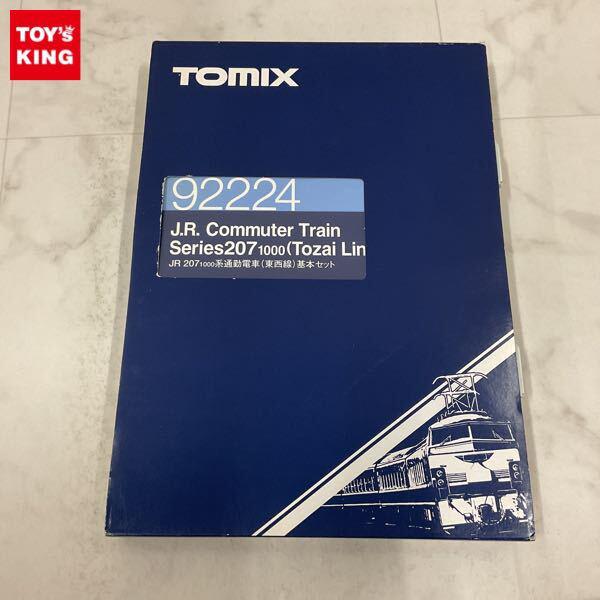 TOY's
KING
TOMIX
92224
J.R. Commuter Train
Series207 1000(Tozai Lin
JR 207 1000系通勤電車(東西線)基本セット